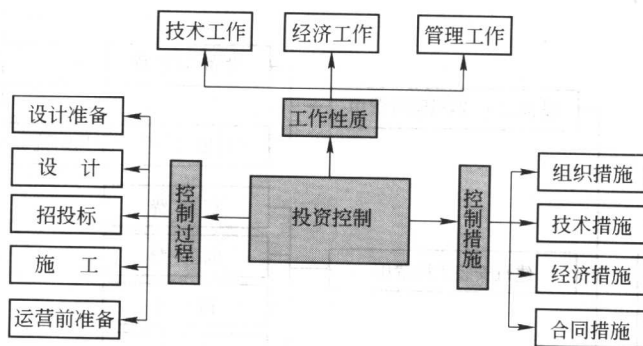 技术工作
经济工作
管理工作
工作性质
设计准备
设 计
招投标
施 工
运营前准备
控制过程
投资控制
控制措施
组织措施
技术措施
经济措施
合同措施